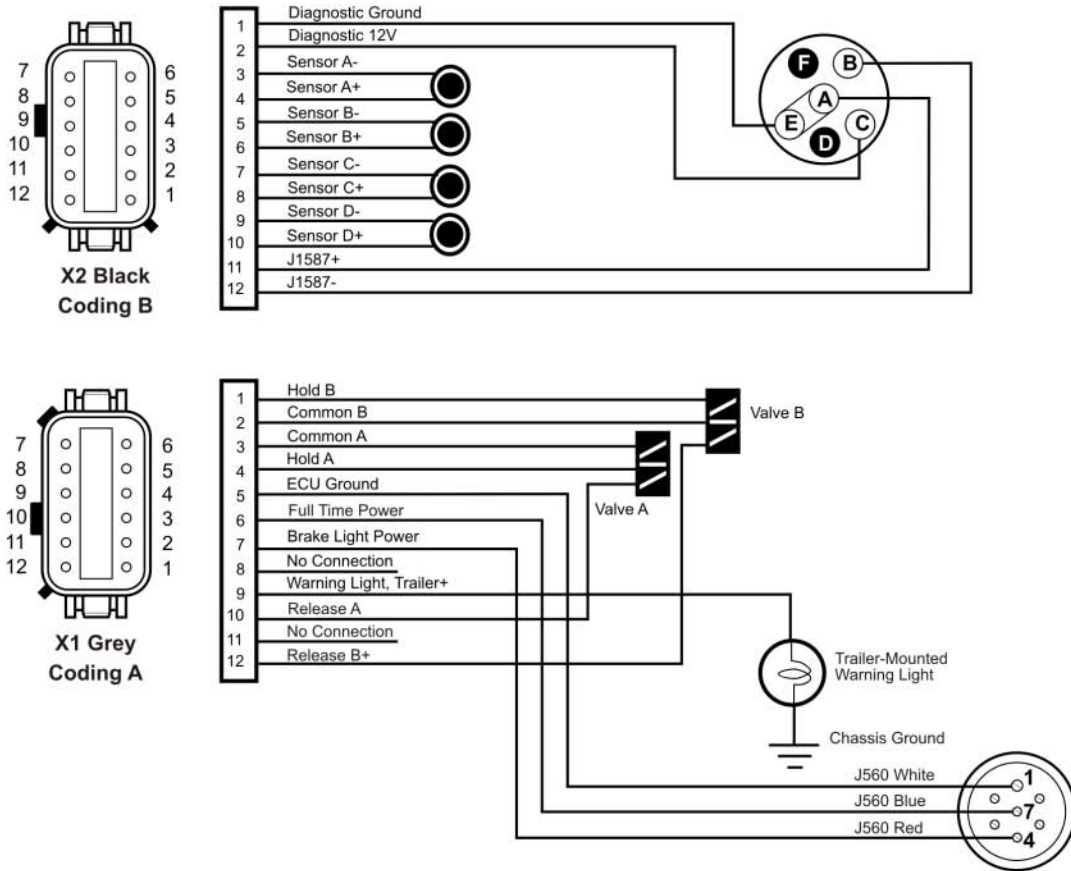 7 6
8 5
9 4
10 3
11 2
12 1
X2 Black
Coding B
1 Diagnostic Ground
2 Diagnostic 12V
3 Sensor A-
4 Sensor A+
5 Sensor B-
6 Sensor B+
7 Sensor C-
8 Sensor C+
9 Sensor D-
10 Sensor D+
11 J1587+
12 J1587-
F B
A
E C
D
7 6
8 5
9 4
10 3
11 2
12 1
X1 Grey
Coding A
1 Hold B
2 Common B
3 Common A
4 Hold A
5 ECU Ground
6 Full Time Power
7 Brake Light Power
8 No Connection
9 Warning Light, Trailer+
10 Release A
11 No Connection
12 Release B+
Valve B
Valve A
Trailer-Mounted
Warning Light
Chassis Ground
J560 White 1
J560 Blue 7
J560 Red 4